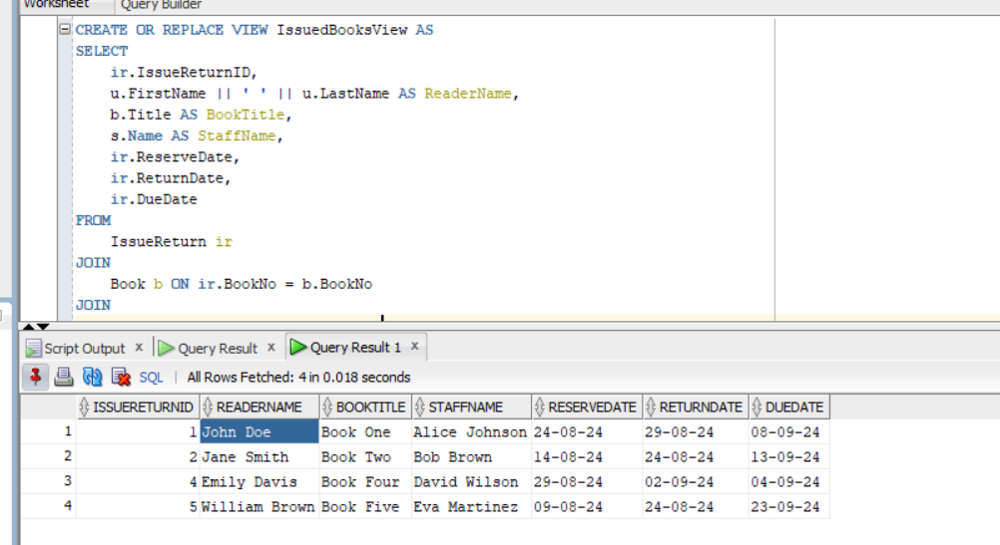 Worksheet Query Builder
CREATE OR REPLACE VIEW IssuedBooksView AS
SELECT
ir.IssueReturnID,
u.FirstName || ' ' || u.LastName AS ReaderName,
b.Title AS BookTitle,
s.Name AS StaffName,
ir.ReserveDate,
ir.ReturnDate,
ir.DueDate
FROM
IssueReturn ir
JOIN
Book b ON ir.BookNo = b.BookNo
JOIN
Script Output x Query Result x Query Result 1 x
SQL | All Rows Fetched: 4 in 0.018 seconds
ISSUERETURNID READERNAME BOOKTITLE STAFFNAME RESERVEDATE RETURNDATE DUEDATE
1 1 John Doe Book One Alice Johnson 24-08-24 29-08-24 08-09-24
2 2 Jane Smith Book Two Bob Brown 14-08-24 24-08-24 13-09-24
3 4 Emily Davis Book Four David Wilson 29-08-24 02-09-24 04-09-24
4 5 William Brown Book Five Eva Martinez 09-08-24 24-08-24 23-09-24